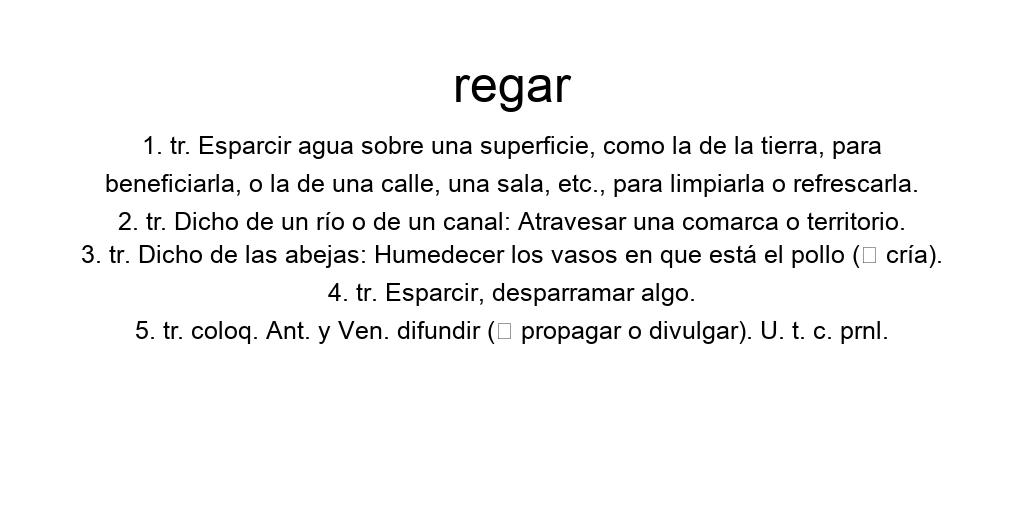 regar
1. tr. Esparcir agua sobre una superficie, como la de la tierra, para
beneficiarla, o la de una calle, una sala, etc., para limpiarla o refrescarla.
2. tr. Dicho de un río o de un canal: Atravesar una comarca o territorio.
3. tr. Dicho de las abejas: Humedecer los vasos en que está el pollo (□ cría).
4. tr. Esparcir, desparramar algo.
5. tr. coloq. Ant. y Ven. difundir (□ propagar o divulgar). U. t. c. prnl.